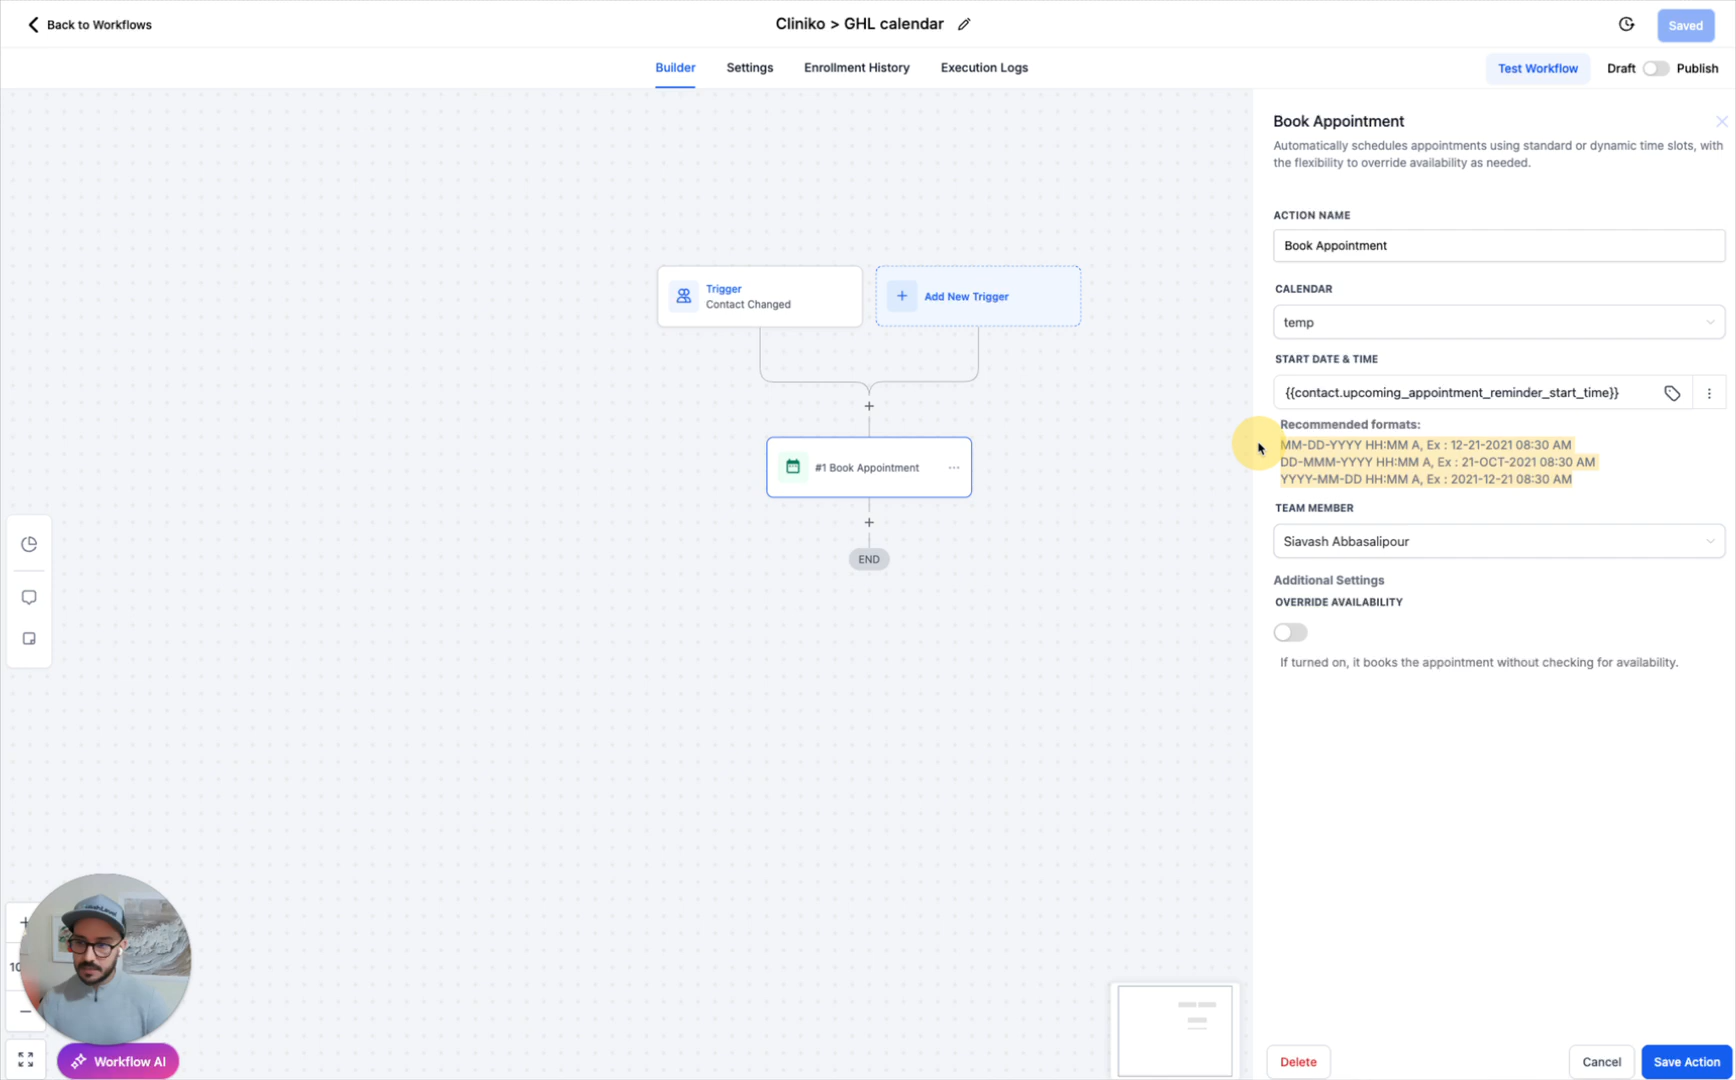 Back to Workflows
Cliniko > GHL calendar
Saved
Builder
Settings
Enrollment History
Execution Logs
Test Workflow
Draft
Publish
Trigger
Contact Changed
Add New Trigger
#1 Book Appointment
END
Workflow AI
Book Appointment
Automatically schedules appointments using standard or dynamic time slots, with
the flexibility to override availability as needed.
ACTION NAME
Book Appointment
CALENDAR
temp
START DATE & TIME
{{contact.upcoming_appointment_reminder_start_time}}
Recommended formats:
MM-DD-YYYY HH:MM A, Ex : 12-21-2021 08:30 AM
DD-MMM-YYYY HH:MM A, Ex : 21-OCT-2021 08:30 AM
YYYY-MM-DD HH:MM A, Ex : 2021-12-21 08:30 AM
TEAM MEMBER
Siavash Abbasalipour
Additional Settings
OVERRIDE AVAILABILITY
If turned on, it books the appointment without checking for availability.
Delete
Cancel
Save Action